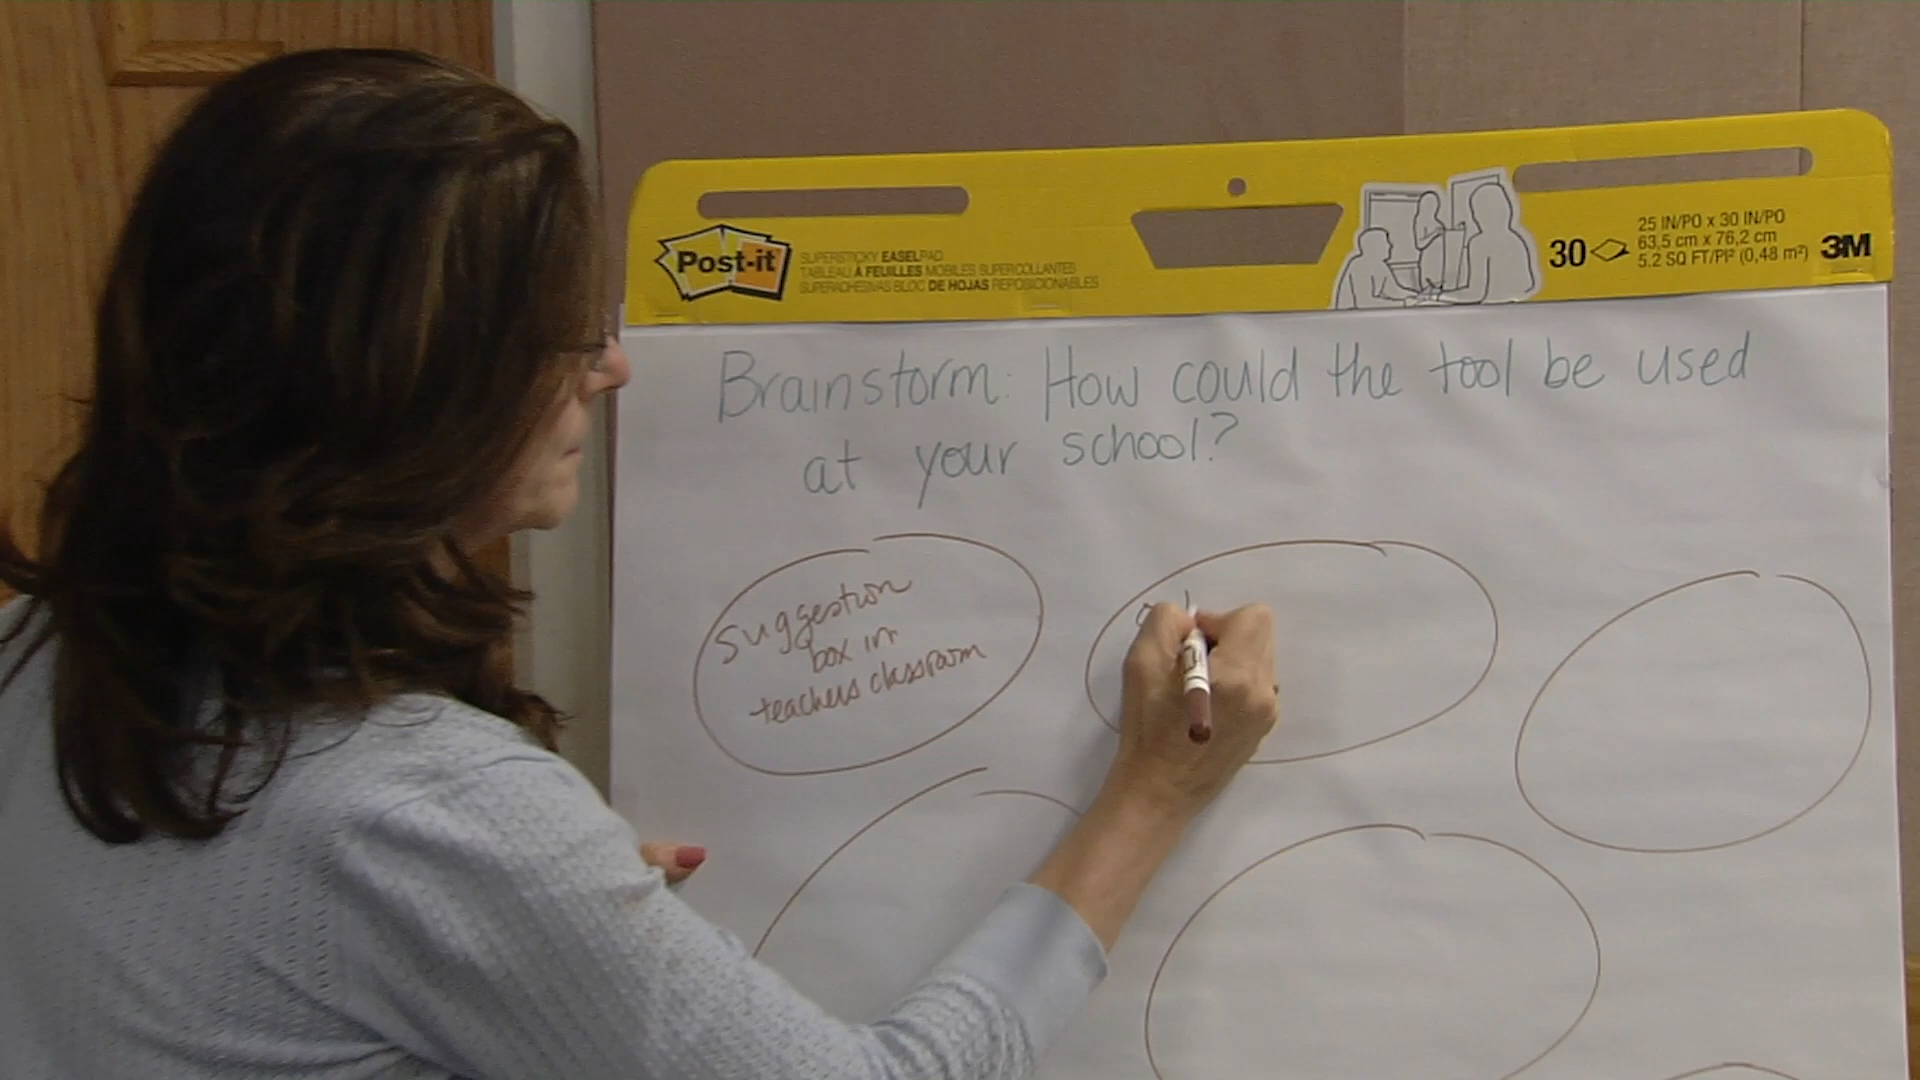 Post-it
SUPERSTICKY EASEL PAD
TABLEAU À FEUILLES MOBILES SUPERCOLLANTES
SUPERADHESIVAS BLOC DE HOJAS REPOSICIONABLES
30
25 IN/PO x 30 IN/PO
63,5 cm x 76,2 cm
5.2 SQ FT/PI² (0,48 m²)
3M
Brainstorm: How could the tool be used
at your school?
suggestion
box in
teachers classroom